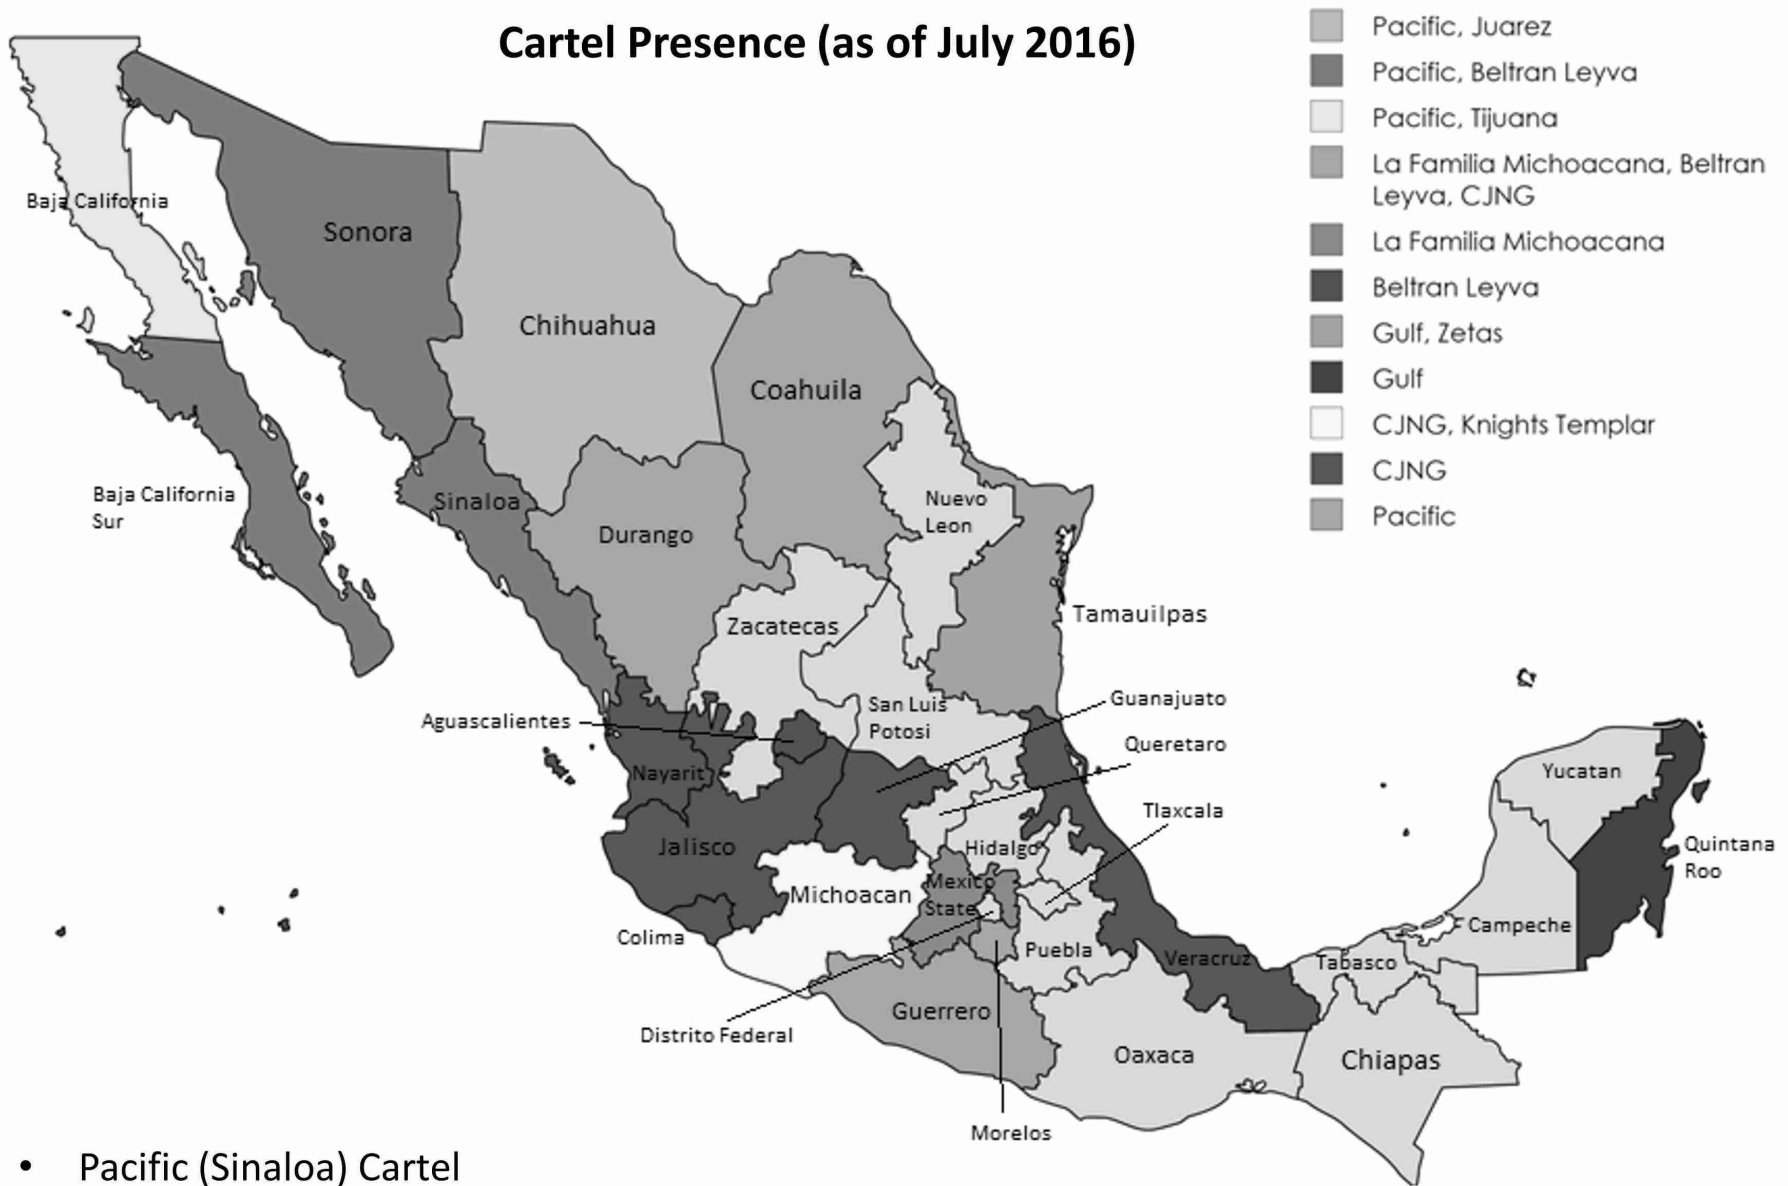 Cartel Presence (as of July 2016)
Pacific, Juarez
Pacific, Beltran Leyva
Pacific, Tijuana
La Familia Michoacana, Beltran
Leyva, CJNG
La Familia Michoacana
Beltran Leyva
Gulf, Zetas
Gulf
CJNG, Knights Templar
CJNG
Pacific
Baja California
Sonora
Chihuahua
Coahuila
Baja California
Sur
Sinaloa
Durango
Nuevo
Leon
Zacatecas
Tamauilpas
San Luis
Potosi
Guanajuato
Aguascalientes
Queretaro
Nayarit
Yucatan
Tlaxcala
Jalisco
Hidalgo
Quintana
Roo
Michoacan
Mexico
State
Colima
Campeche
Puebla
Veracruz
Tabasco
Guerrero
Distrito Federal
Oaxaca
Chiapas
Morelos
• Pacific (Sinaloa) Cartel